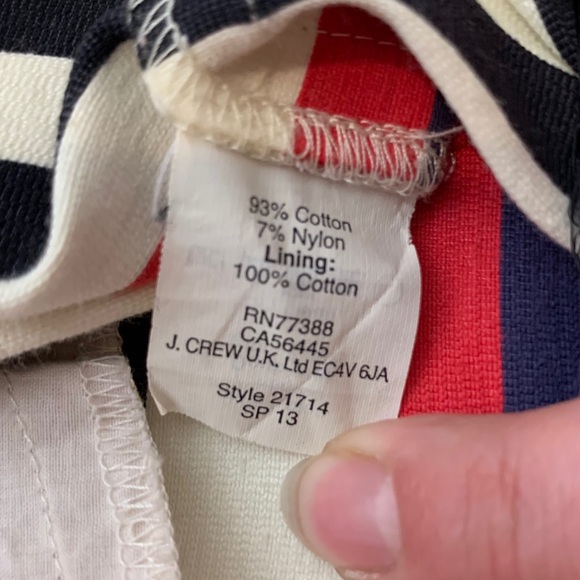 93% Cotton
7% Nylon
Lining:
100% Cotton
RN77388
CA56445
J. CREW U.K. Ltd EC4V 6JA
Style 21714
SP 13